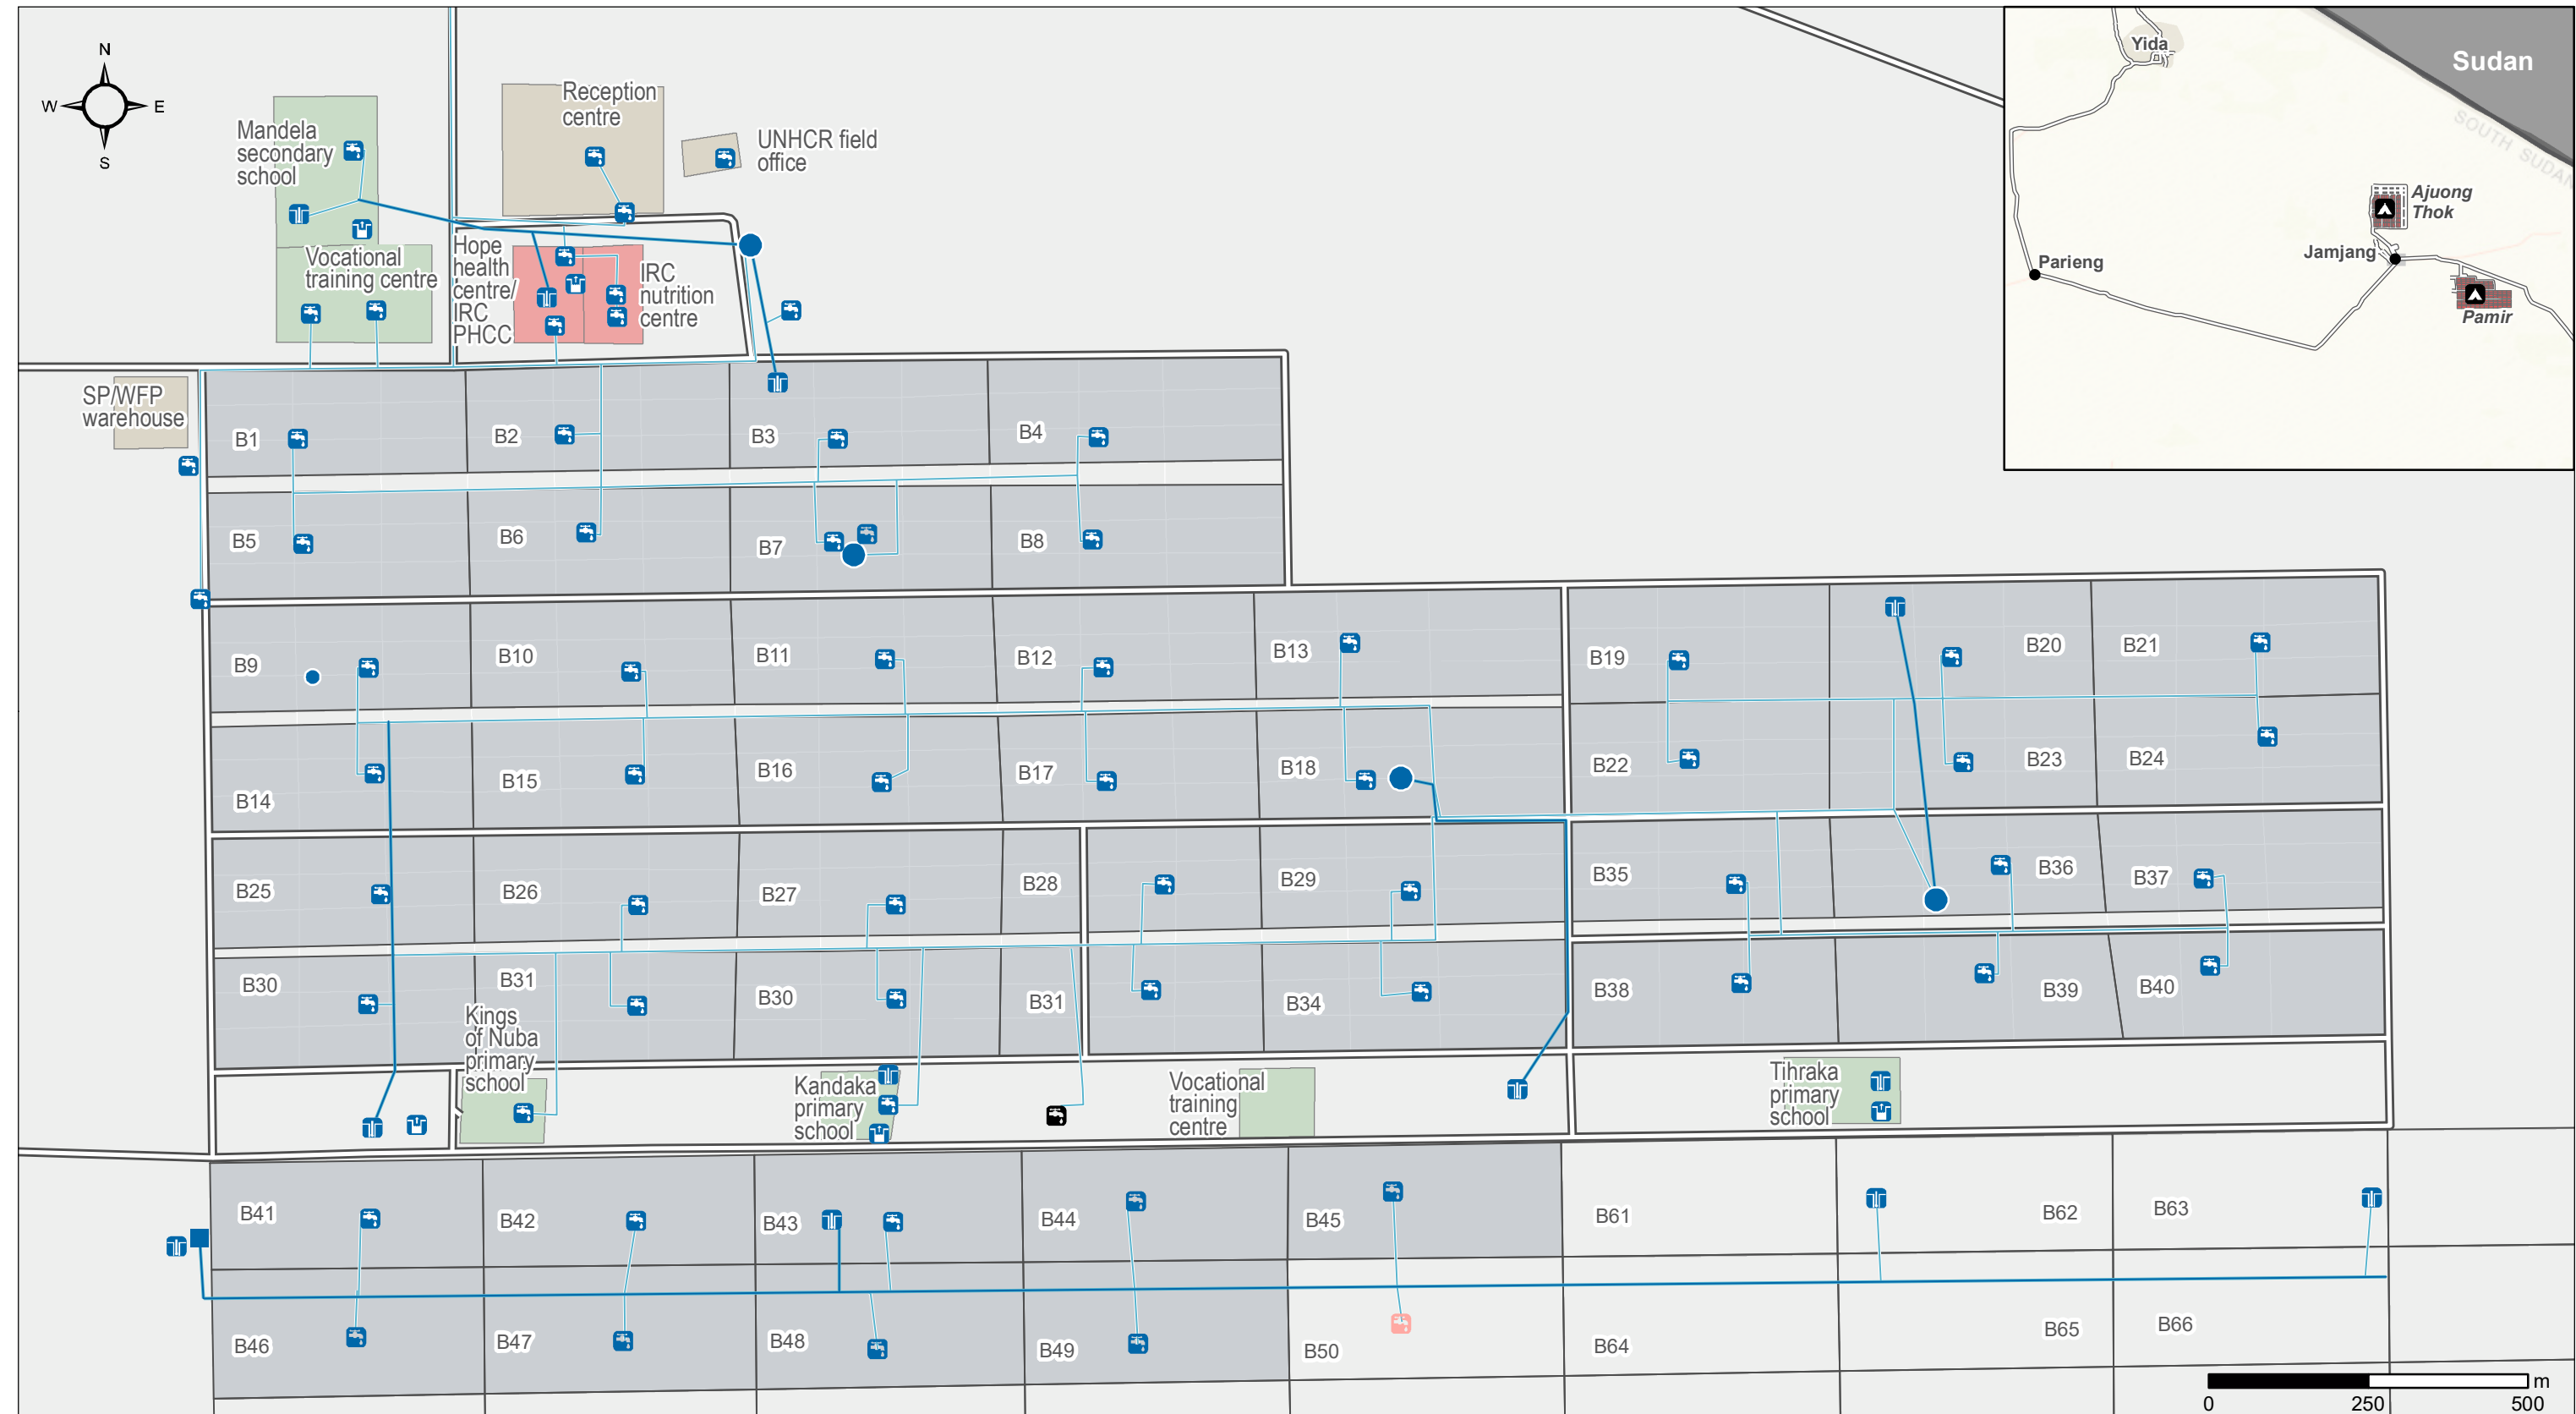 N
W E
S
Mandela
secondary
school
Reception
centre
UNHCR field
office
Vocational
training centre
Hope
health
centre/
IRC
PHCC
IRC
nutrition
centre
SP/WFP
warehouse
Yida
Sudan
SOUTH SUDAN
Ajuong
Thok
Jamjang
Parieng
Pamir
B1
B2
B3
B4
B5
B6
B7
B8
B9
B10
B11
B12
B13
B19
B20
B21
B14
B15
B16
B17
B18
B22
B23
B24
B25
B26
B27
B28
B29
B35
B36
B37
B30
B31
B30
B31
B34
B38
B39
B40
Kings
of Nuba
primary
school
Kandaka
primary
school
Vocational
training
centre
Tihraka
primary
school
B41
B42
B43
B44
B45
B61
B62
B63
B46
B47
B48
B49
B50
B64
B65
B66
m
0 250 500